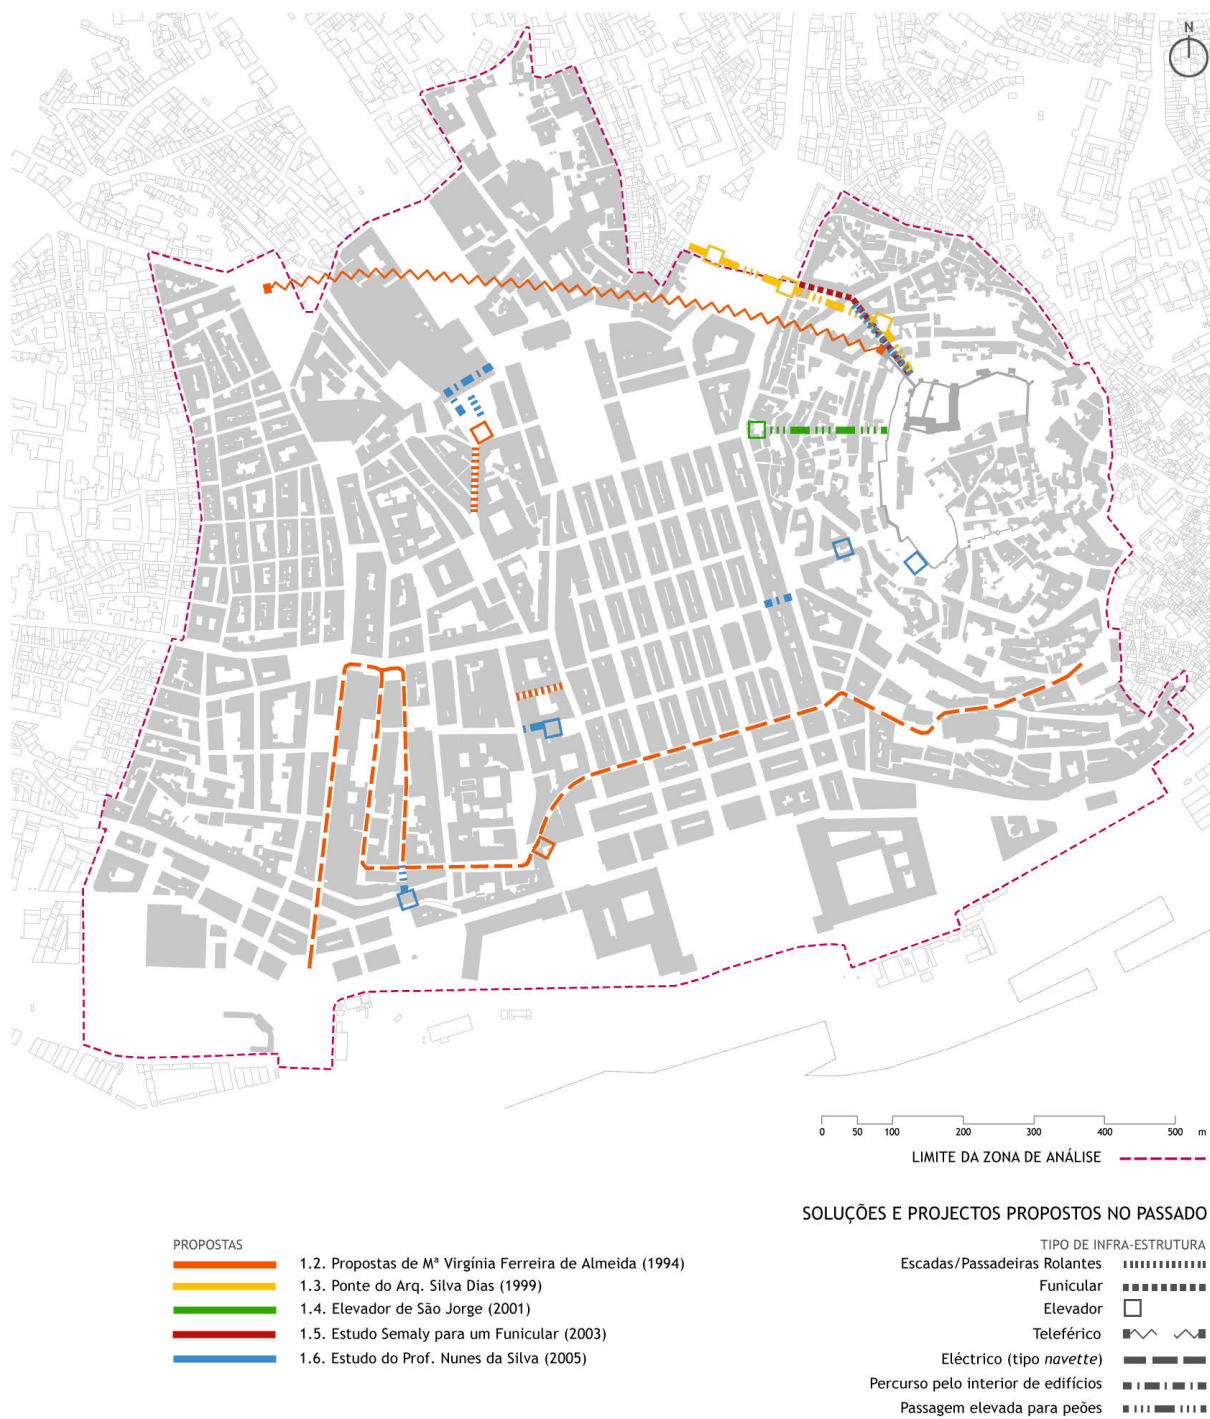 N
0 50 100 200 300 400 500 m
LIMITE DA ZONA DE ANÁLISE
SOLUÇÕES E PROJECTOS PROPOSTOS NO PASSADO
PROPOSTAS
1.2. Propostas de Mª Virgínia Ferreira de Almeida (1994)
1.3. Ponte do Arq. Silva Dias (1999)
1.4. Elevador de São Jorge (2001)
1.5. Estudo Semaly para um Funicular (2003)
1.6. Estudo do Prof. Nunes da Silva (2005)
TIPO DE INFRA-ESTRUTURA
Escadas/Passadeiras Rolantes
Funicular
Elevador
Teleférico
Eléctrico (tipo navette)
Percurso pelo interior de edifícios
Passagem elevada para peões